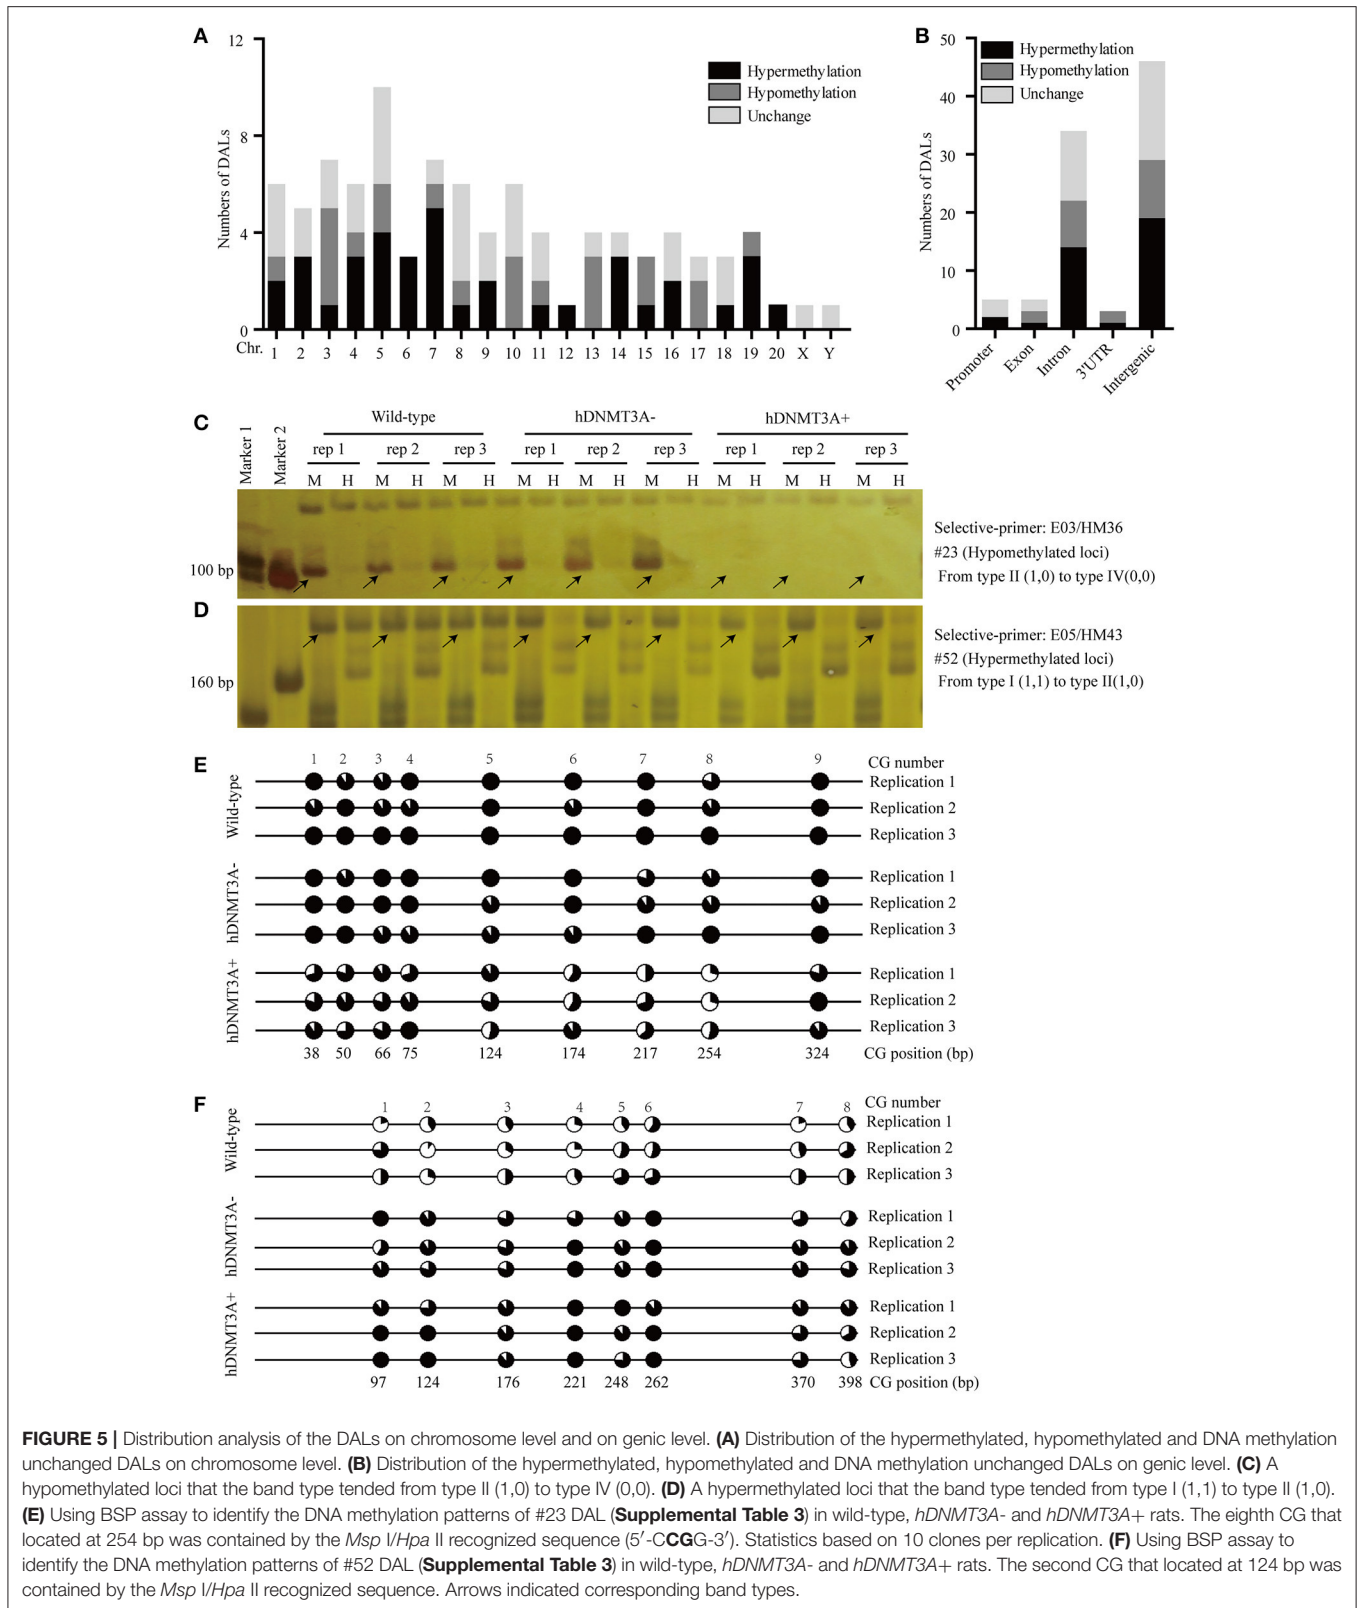 A
12
8
4
0
Numbers of DALs
Hypermethylation
Hypomethylation
Unchange
Chr.
1 2 3 4 5 6 7 8 9 10 11 12 13 14 15 16 17 18 19 20 X Y
B
50
40
30
20
10
0
Numbers of DALs
Hypermethylation
Hypomethylation
Unchange
Promoter
Exon
Intron
3'UTR
Intergenic
C
Marker 1
Marker 2
Wild-type hDNMT3A- hDNMT3A+
rep 1 rep 2 rep 3 rep 1 rep 2 rep 3 rep 1 rep 2 rep 3
M H M H M H M H M H M H M H M H M H
100 bp
Selective-primer: E03/HM36
#23 (Hypomethylated loci)
From type II (1,0) to type IV(0,0)
D
160 bp
Selective-primer: E05/HM43
#52 (Hypermethylated loci)
From type I (1,1) to type II(1,0)
E
1 2 3 4 5 6 7 8 9 CG number
Wild-type
Replication 1
Replication 2
Replication 3
hDNMT3A-
Replication 1
Replication 2
Replication 3
hDNMT3A+
Replication 1
Replication 2
Replication 3
38 50 66 75 124 174 217 254 324 CG position (bp)
F
1 2 3 4 5 6 7 8 CG number
Wild-type
Replication 1
Replication 2
Replication 3
hDNMT3A-
Replication 1
Replication 2
Replication 3
hDNMT3A+
Replication 1
Replication 2
Replication 3
97 124 176 221 248 262 370 398 CG position (bp)
FIGURE 5 | Distribution analysis of the DALs on chromosome level and on genic level. (A) Distribution of the hypermethylated, hypomethylated and DNA methylation
unchanged DALs on chromosome level. (B) Distribution of the hypermethylated, hypomethylated and DNA methylation unchanged DALs on genic level. (C) A
hypomethylated loci that the band type tended from type II (1,0) to type IV (0,0). (D) A hypermethylated loci that the band type tended from type I (1,1) to type II (1,0).
(E) Using BSP assay to identify the DNA methylation patterns of #23 DAL (Supplemental Table 3) in wild-type, hDNMT3A- and hDNMT3A+ rats. The eighth CG that
located at 254 bp was contained by the Msp I/Hpa II recognized sequence (5′-CCGG-3′). Statistics based on 10 clones per replication. (F) Using BSP assay to
identify the DNA methylation patterns of #52 DAL (Supplemental Table 3) in wild-type, hDNMT3A- and hDNMT3A+ rats. The second CG that located at 124 bp was
contained by the Msp I/Hpa II recognized sequence. Arrows indicated corresponding band types.